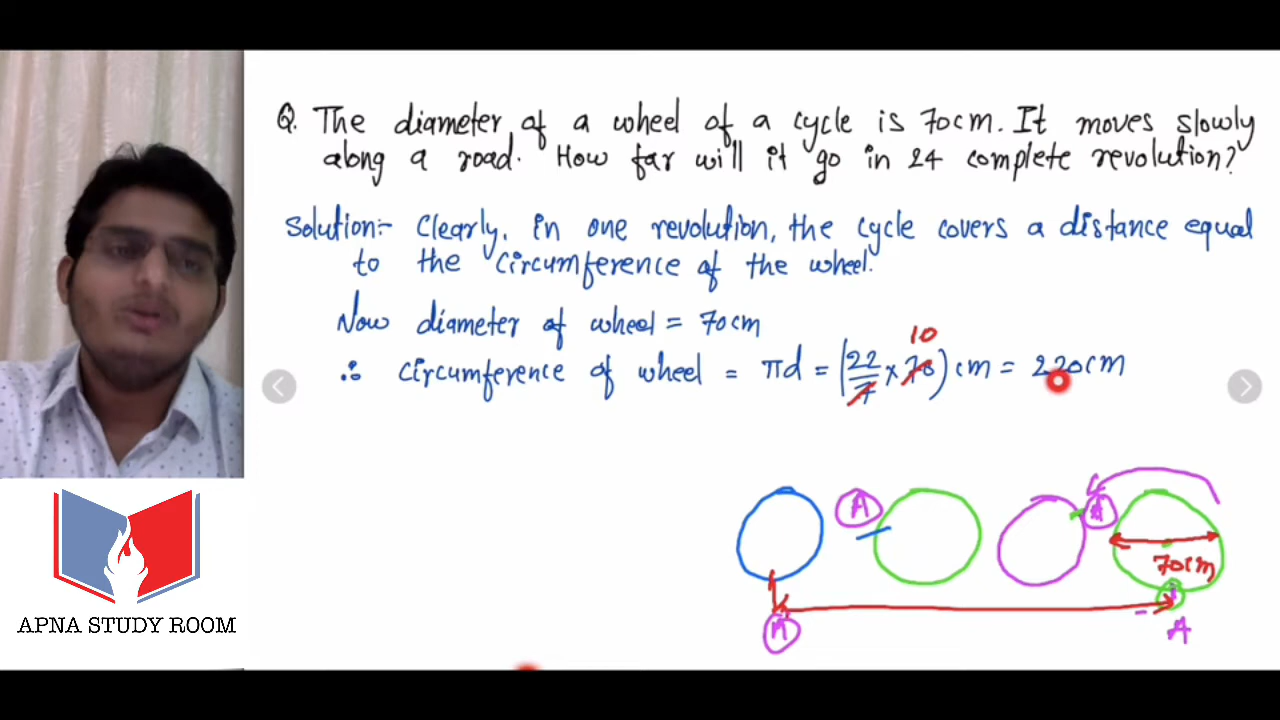 Q. The diameter of a wheel of a cycle is 70cm. It moves slowly
along a road. How far will it go in 24 complete revolution?
Solution:- Clearly, in one revolution, the cycle covers a distance equal
to the circumference of the wheel.
Now diameter of wheel = 70cm
10
∴ circumference of wheel = πd = (22/7 × 70) cm = 220cm
A
A
70cm
A
A
APNA STUDY ROOM